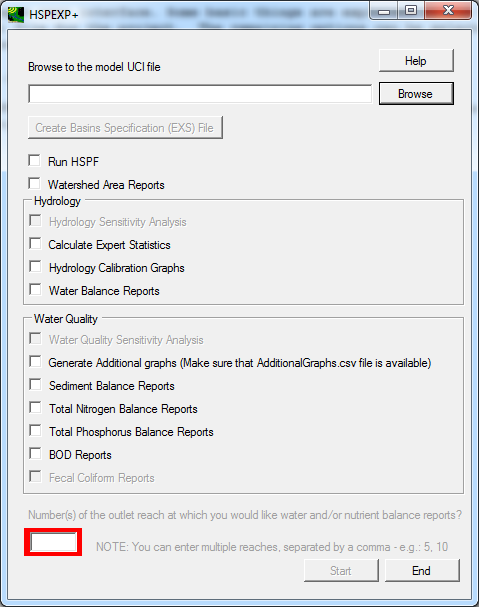 HSPEXP+
Help
Browse to the model UCI file
Browse
Create Basins Specification (EXS) File
Run HSPF
Watershed Area Reports
Hydrology
Hydrology Sensitivity Analysis
Calculate Expert Statistics
Hydrology Calibration Graphs
Water Balance Reports
Water Quality
Water Quality Sensitivity Analysis
Generate Additional graphs (Make sure that AdditionalGraphs.csv file is available)
Sediment Balance Reports
Total Nitrogen Balance Reports
Total Phosphorus Balance Reports
BOD Reports
Fecal Coliform Reports
Number(s) of the outlet reach at which you would like water and/or nutrient balance reports?
NOTE: You can enter multiple reaches, separated by a comma - e.g.: 5, 10
Start End